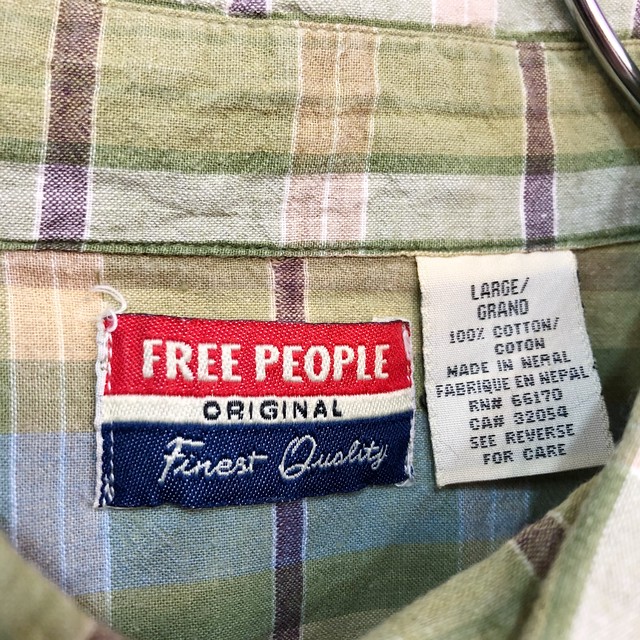 FREE PEOPLE
ORIGINAL
Finest Quality
LARGE/
GRAND
100% COTTON/
COTON
MADE IN NEPAL
FABRIQUE EN NEPAL
RN# 66170
CA# 32054
SEE REVERSE
FOR CARE